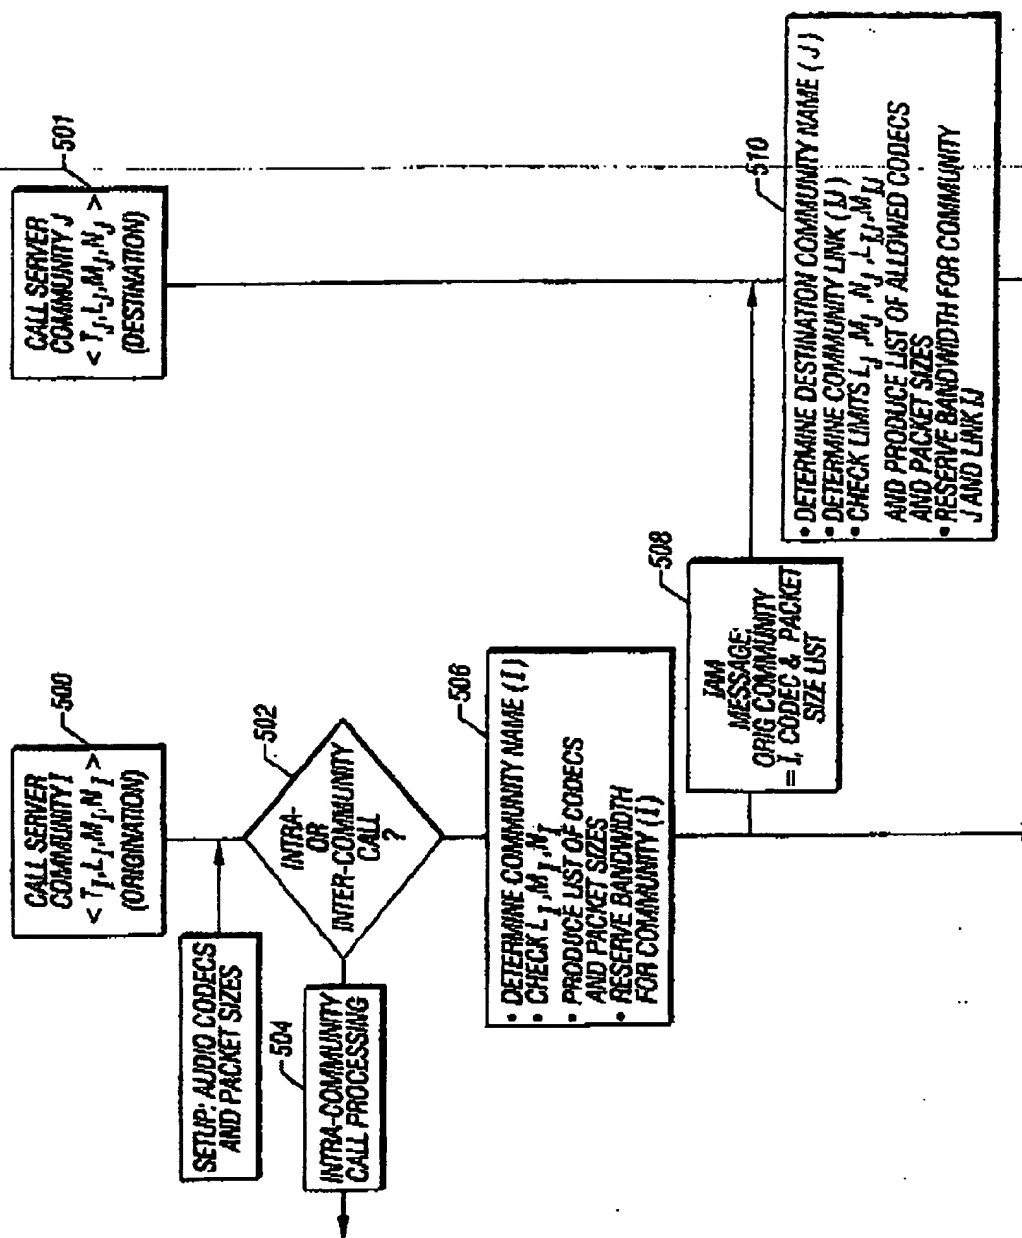 CALL SERVER
COMMUNITY I
< T_I, L_I, M_I, N_I >
(ORIGINATION)
500
CALL SERVER
COMMUNITY J
< T_J, L_J, M_J, N_J >
(DESTINATION)
501
SETUP: AUDIO CODECS
AND PACKET SIZES
INTRA-
OR
INTER-COMMUNITY
CALL
?
502
INTRA-COMMUNITY
CALL PROCESSING
504
• DETERMINE COMMUNITY NAME (I)
• CHECK L_I, M_I, N_I
• PRODUCE LIST OF CODECS
AND PACKET SIZES
• RESERVE BANDWIDTH
FOR COMMUNITY (I)
506
IAM
MESSAGE:
ORIG COMMUNITY
= I, CODEC & PACKET
SIZE LIST
508
• DETERMINE DESTINATION COMMUNITY NAME (J)
• DETERMINE COMMUNITY LINK (IJ)
• CHECK LIMITS L_J, M_J, N_J, L_IJ, M_IJ
AND PRODUCE LIST OF ALLOWED CODECS
AND PACKET SIZES
• RESERVE BANDWIDTH FOR COMMUNITY
J AND LINK IJ
510